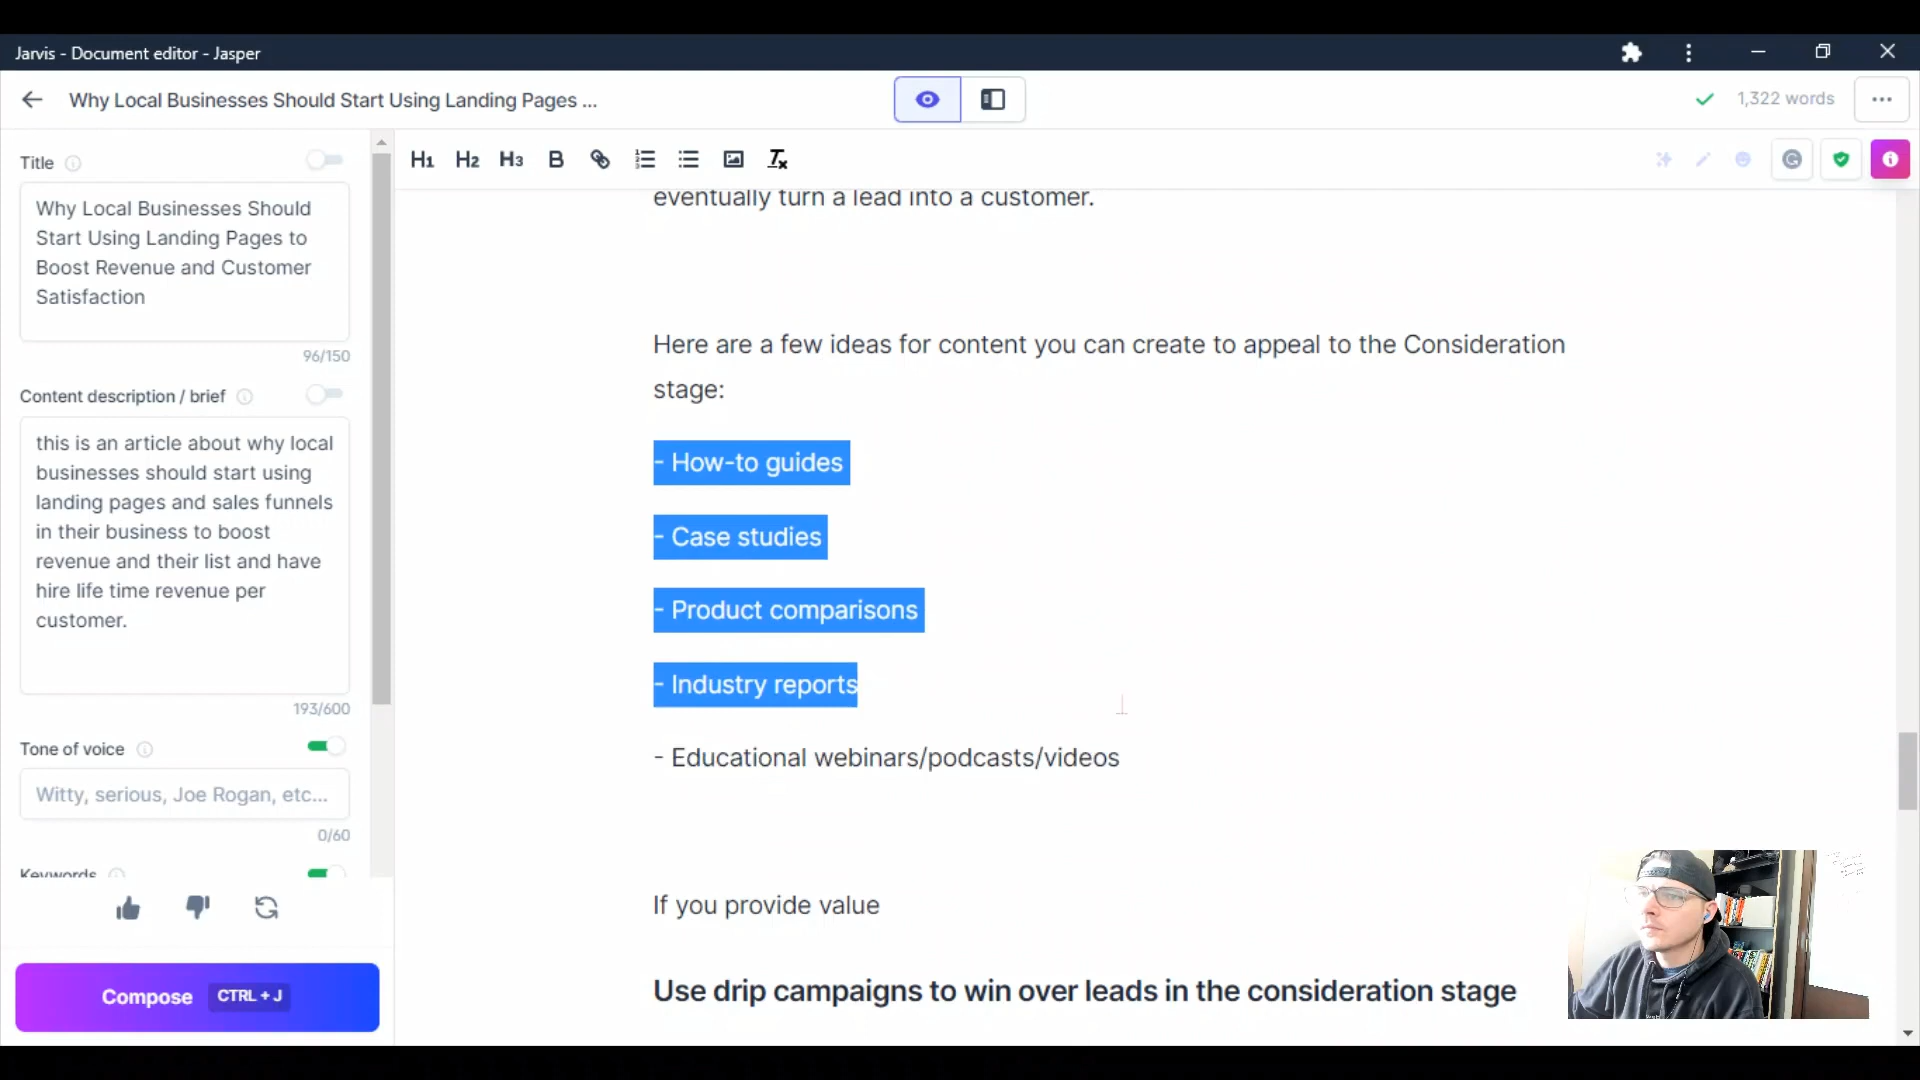 Jarvis - Document editor - Jasper
Why Local Businesses Should Start Using Landing Pages ...
1,322 words
Title
Why Local Businesses Should
Start Using Landing Pages to
Boost Revenue and Customer
Satisfaction
96/150
Content description / brief
this is an article about why local
businesses should start using
landing pages and sales funnels
in their business to boost
revenue and their list and have
hire life time revenue per
customer.
193/600
Tone of voice
Witty, serious, Joe Rogan, etc...
0/60
Keywords
Compose CTRL + J
H1 H2 H3 B
eventually turn a lead into a customer.
Here are a few ideas for content you can create to appeal to the Consideration
stage:
- How-to guides
- Case studies
- Product comparisons
- Industry reports
- Educational webinars/podcasts/videos
If you provide value
Use drip campaigns to win over leads in the consideration stage